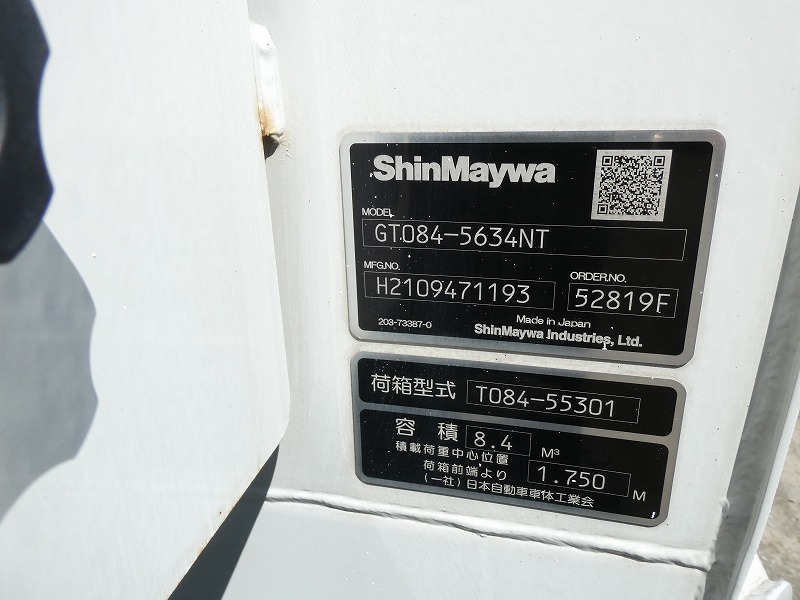 ShinMaywa
MODEL
GT084-5634NT
MFG.NO.
H2109471193
ORDER.NO.
52819F
203-73387-0
Made in Japan
ShinMaywa Industries, Ltd.
荷箱型式 T084-55301
容積 8.4 M³
積載荷重中心位置
荷箱前端より 1.750 M
(一社)日本自動車車体工業会